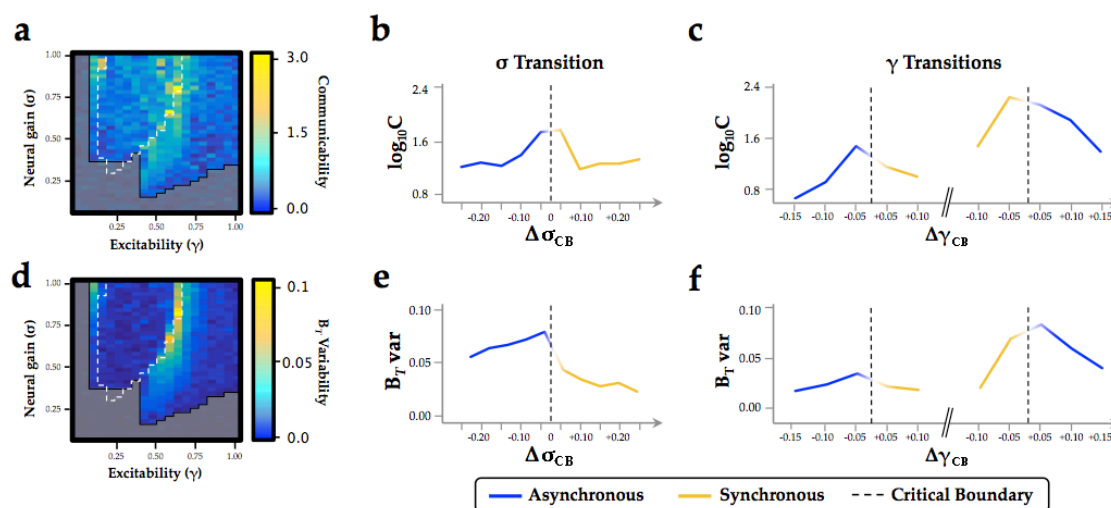 a
1.00
0.75
0.50
0.25
Neural gain (σ)
0.25 0.50 0.75 1.00
Excitability (γ)
3.0
1.5
0.0
Communicability
b
σ Transition
2.4
1.6
0.8
log₁₀C
-0.20 -0.10 0 +0.10 +0.20
Δ σ_CB
c
γ Transitions
2.4
1.6
0.8
log₁₀C
-0.15 -0.10 -0.05 +0.05 +0.10 -0.10 -0.05 +0.05 +0.10 +0.15
Δγ_CB
d
1.00
0.75
0.50
0.25
Neural gain (σ)
0.25 0.50 0.75 1.00
Excitability (γ)
0.1
0.05
0.0
B_T Variability
e
0.10
0.05
0.00
B_T var
-0.20 -0.10 0 +0.10 +0.20
Δ σ_CB
f
0.10
0.05
0.00
B_T var
-0.15 -0.10 -0.05 +0.05 +0.10 -0.10 -0.05 +0.05 +0.10 +0.15
Δγ_CB
Asynchronous Synchronous Critical Boundary